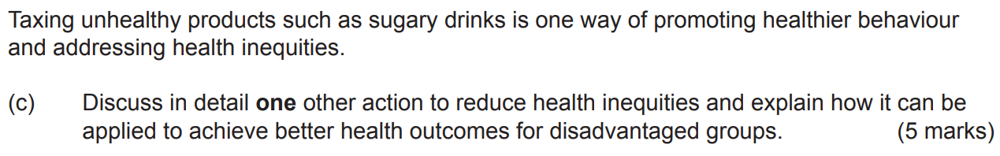 Taxing unhealthy products such as sugary drinks is one way of promoting healthier behaviour
and addressing health inequities.
(c) Discuss in detail one other action to reduce health inequities and explain how it can be
applied to achieve better health outcomes for disadvantaged groups. (5 marks)